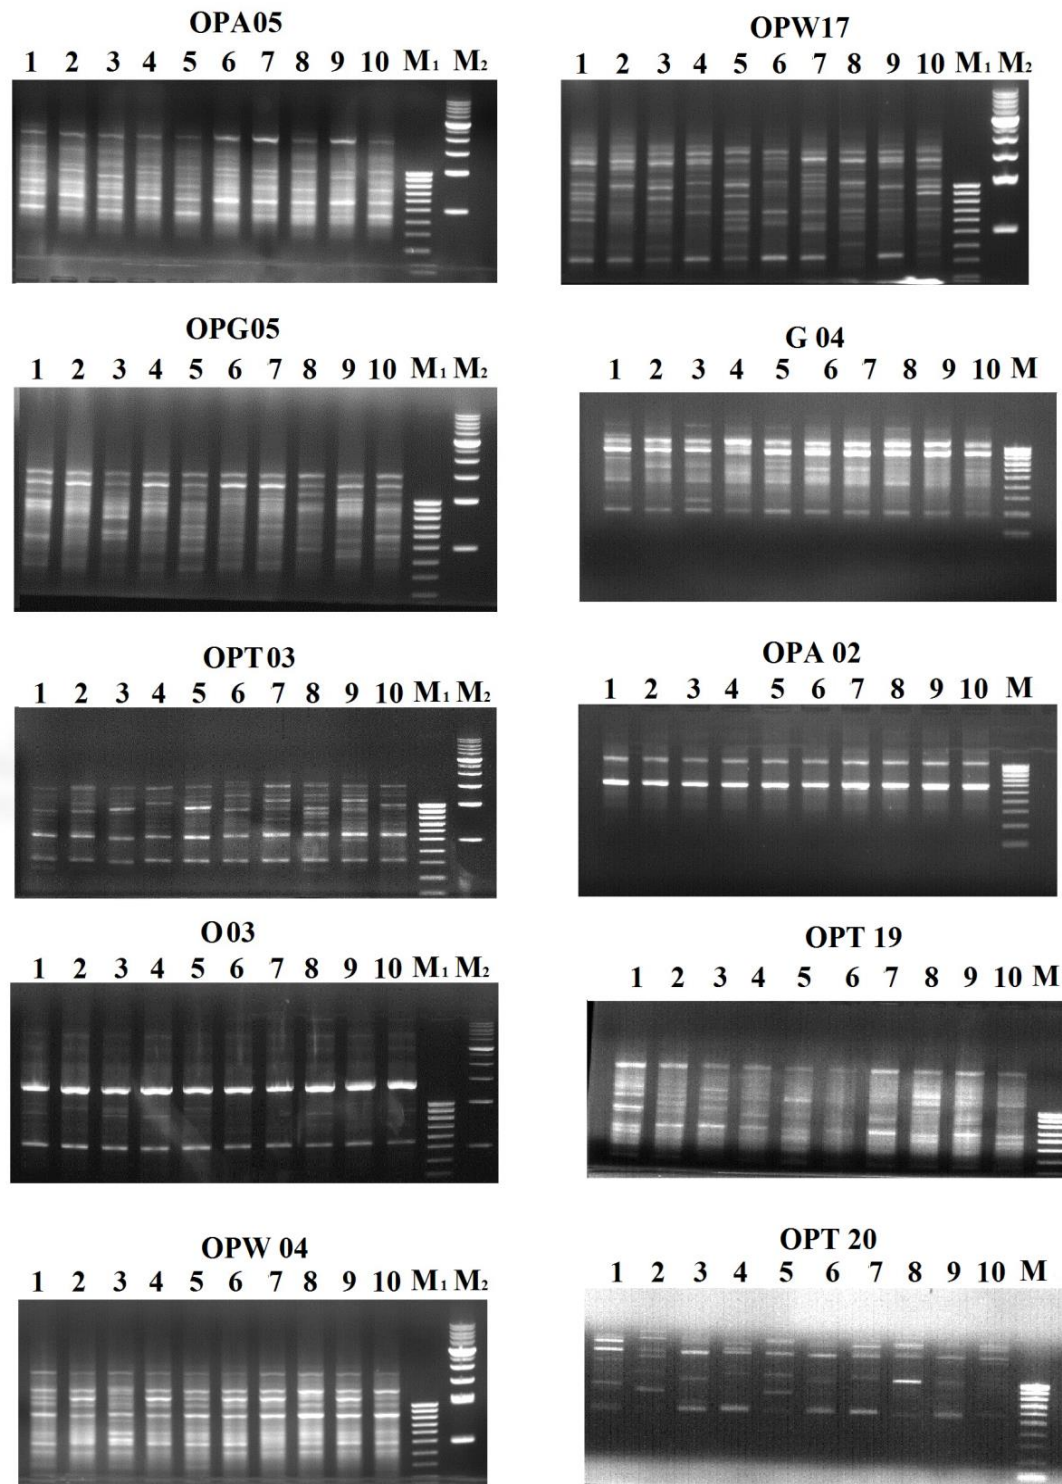 OPA05
1 2 3 4 5 6 7 8 9 10 M₁ M₂
OPW17
1 2 3 4 5 6 7 8 9 10 M₁ M₂
OPG05
1 2 3 4 5 6 7 8 9 10 M₁ M₂
G 04
1 2 3 4 5 6 7 8 9 10 M
OPT 03
1 2 3 4 5 6 7 8 9 10 M₁ M₂
OPA 02
1 2 3 4 5 6 7 8 9 10 M
O 03
1 2 3 4 5 6 7 8 9 10 M₁ M₂
OPT 19
1 2 3 4 5 6 7 8 9 10 M
OPW 04
1 2 3 4 5 6 7 8 9 10 M₁ M₂
OPT 20
1 2 3 4 5 6 7 8 9 10 M